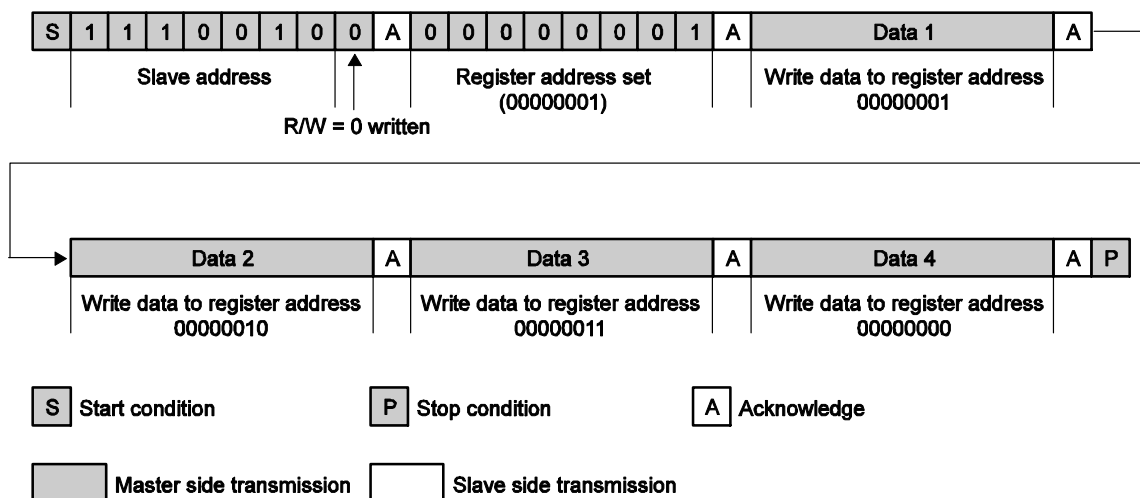 S 1 1 1 0 0 1 0 0 A 0 0 0 0 0 0 0 1 A Data 1 A
Slave address
Register address set
(00000001)
Write data to register address
00000001
R/W = 0 written
Data 2 A Data 3 A Data 4 A P
Write data to register address
00000010
Write data to register address
00000011
Write data to register address
00000000
S Start condition
P Stop condition
A Acknowledge
Master side transmission
Slave side transmission